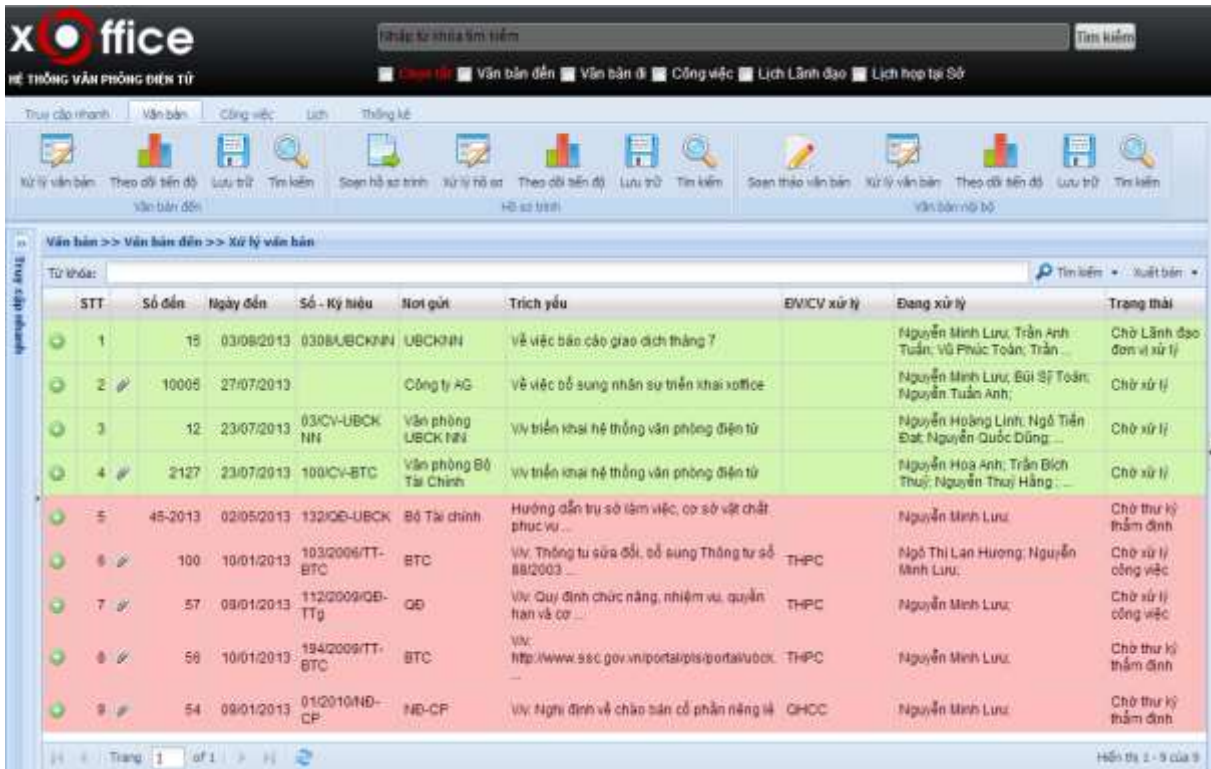 xOffice
HỆ THỐNG VĂN PHÒNG ĐIỆN TỬ
Nhập từ khóa tìm kiếm
Tìm kiếm
Chọn tất Văn bản đến Văn bản đi Công việc Lịch Lãnh đạo Lịch họp tại Sở
Truy cập nhanh Văn bản Công việc Lịch Thống kê
Xử lý văn bản Theo dõi tiến độ Lưu trữ Tìm kiếm Soạn hồ sơ trình Xử lý hồ sơ Theo dõi tiến độ Lưu trữ Tìm kiếm Soạn thảo văn bản Xử lý văn bản Theo dõi tiến độ Lưu trữ Tìm kiếm
Văn bản đến Hồ sơ trình Văn bản nội bộ
Truy cập nhanh
Văn bản >> Văn bản đến >> Xử lý văn bản
Từ khóa: Tìm kiếm Xuất bản
STT Số đến Ngày đến Số - Ký hiệu Nơi gửi Trích yếu ĐV/CV xử lý Đang xử lý Trạng thái
1 15 03/08/2013 0308/UBCKNN UBCKNN Về việc báo cáo giao dịch tháng 7 Nguyễn Minh Lưu; Trần Anh Chờ Lãnh đạo
Tuấn; Vũ Phúc Toàn; Trần ... đơn vị xử lý
2 10005 27/07/2013 Công ty AG Về việc bổ sung nhân sự triển khai xoffice Nguyễn Minh Lưu; Bùi Sỹ Toán; Chờ xử lý
Nguyễn Tuấn Anh;
3 12 23/07/2013 03/CV-UBCK Văn phòng V/v triển khai hệ thống văn phòng điện tử Nguyễn Hoàng Linh; Ngô Tiến Chờ xử lý
NN UBCK NN Đạt; Nguyễn Quốc Dũng; ...
4 2127 23/07/2013 100/CV-BTC Văn phòng Bộ V/v triển khai hệ thống văn phòng điện tử Nguyễn Hoa Anh; Trần Bích Chờ xử lý
Tài Chính Thuỷ; Nguyễn Thuý Hằng; ...
5 45-2013 02/05/2013 132/QĐ-UBCK Bộ Tài chính Hướng dẫn trụ sở làm việc, cơ sở vật chất Nguyễn Minh Lưu; Chờ thư ký
phục vụ ... thẩm định
6 100 10/01/2013 103/2006/TT- BTC V/v: Thông tư sửa đổi, bổ sung Thông tư số THPC Ngô Thị Lan Hương; Nguyễn Chờ xử lý
BTC 88/2003 ... Minh Lưu; công việc
7 57 09/01/2013 112/2009/QĐ- QĐ V/v: Quy định chức năng, nhiệm vụ, quyền THPC Nguyễn Minh Lưu; Chờ xử lý
TTg hạn và cơ ... công việc
8 56 10/01/2013 194/2009/TT- BTC V/v: THPC Nguyễn Minh Lưu; Chờ thư ký
BTC http://www.ssc.gov.vn/portal/pls/portal/ubck. thẩm định
...
9 54 09/01/2013 01/2010/NĐ- NĐ-CP V/v: Nghị định về chào bán cổ phần riêng lẻ QHCC Nguyễn Minh Lưu; Chờ thư ký
CP thẩm định
Trang 1 of 1 Hiển thị 1 - 9 của 9